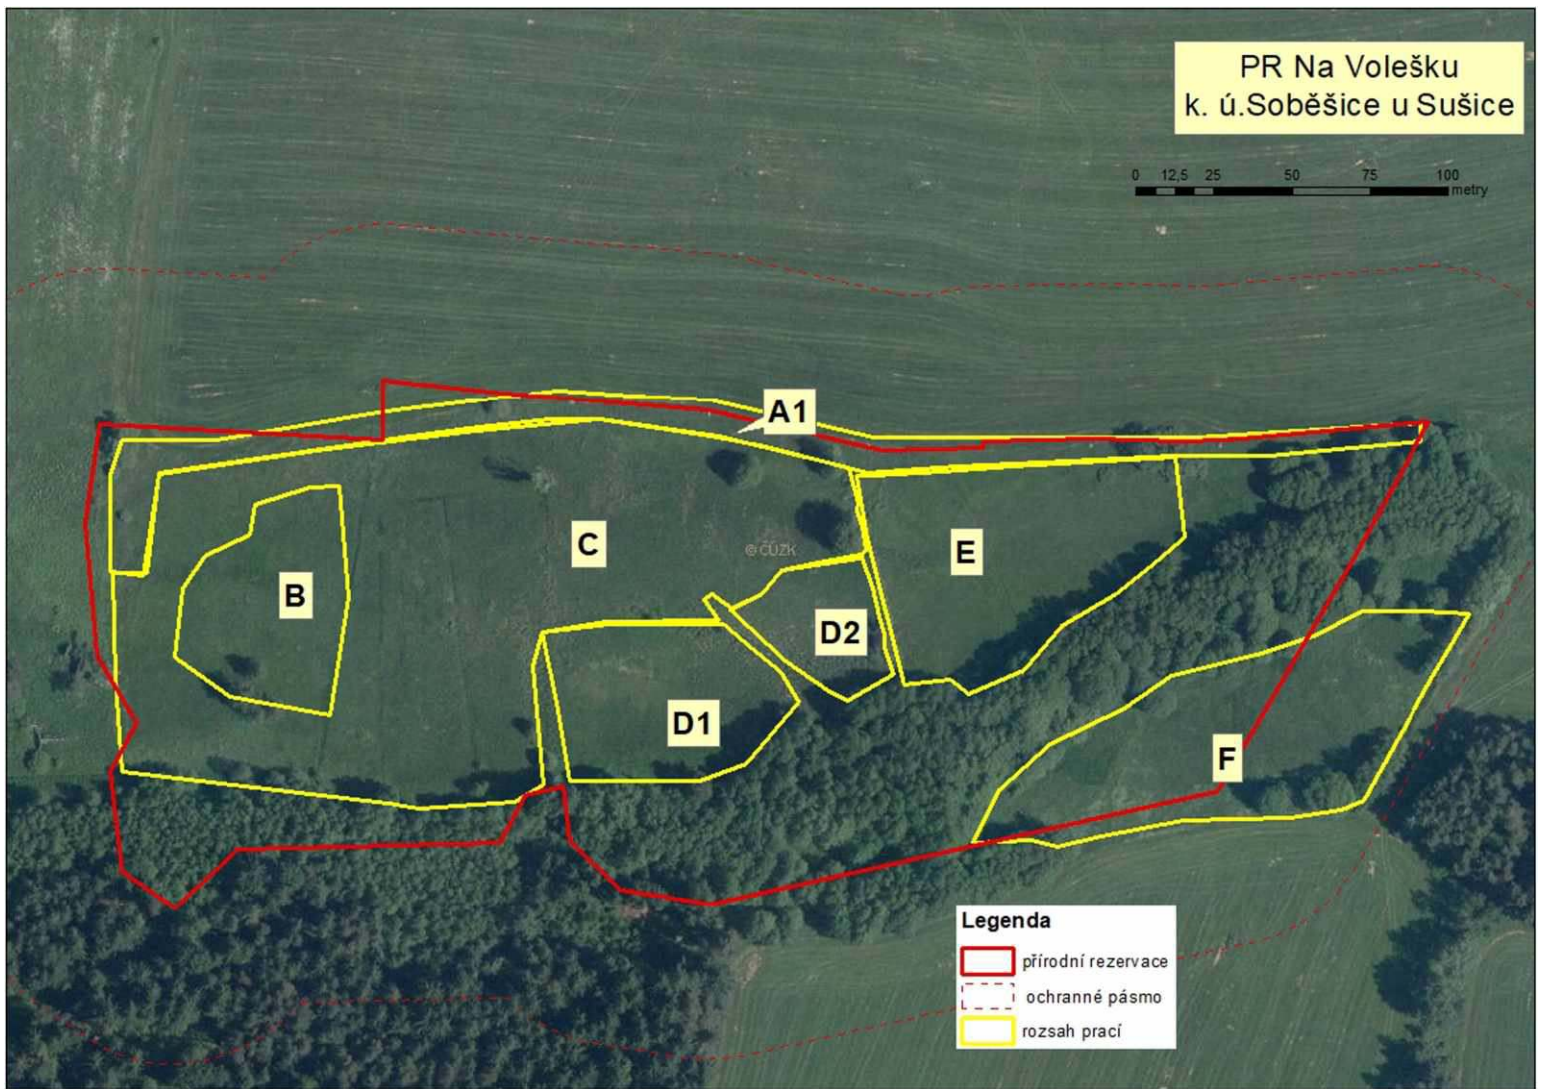 PR Na Volešku
k. ú.Soběšice u Sušice
0 12,5 25 50 75 100
metry
A1
C
© ČÚZK
E
B
D2
D1
F
Legenda
přírodní rezervace
ochranné pásmo
rozsah prací